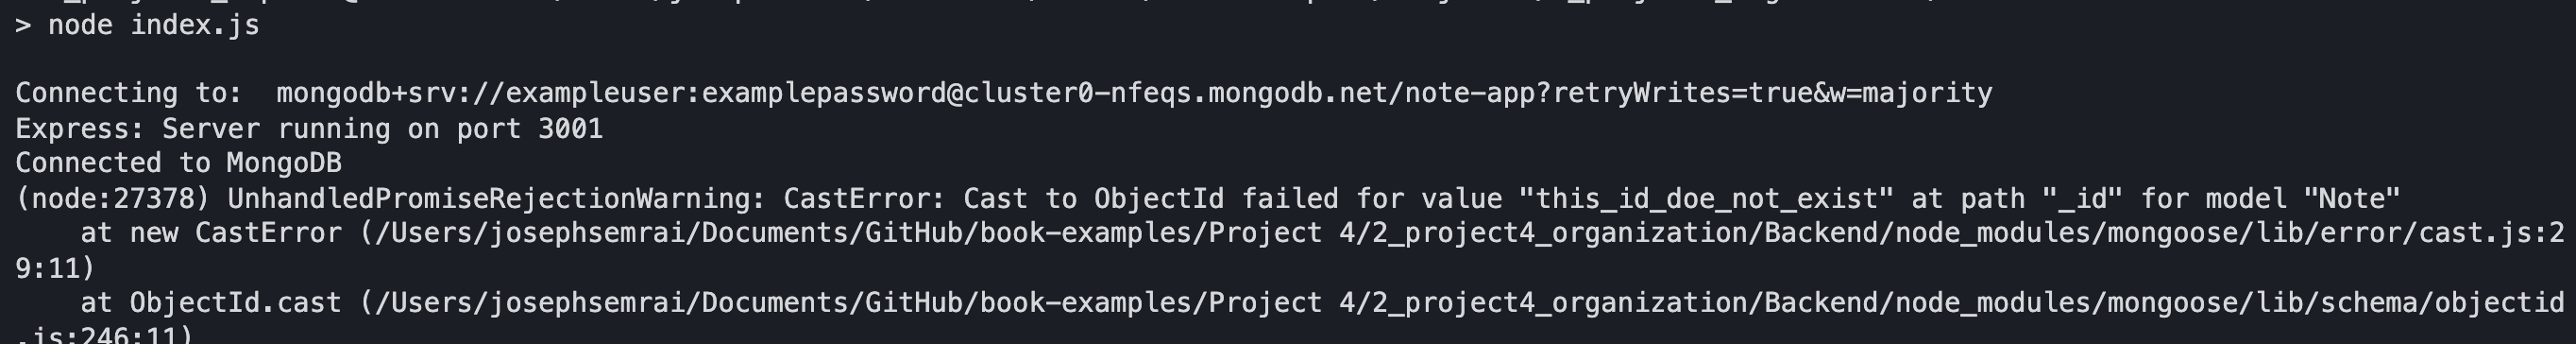 > node index.js
Connecting to:  mongodb+srv://exampleuser:examplepassword@cluster0-nfeqs.mongodb.net/note-app?retryWrites=true&w=majority
Express: Server running on port 3001
Connected to MongoDB
(node:27378) UnhandledPromiseRejectionWarning: CastError: Cast to ObjectId failed for value "this_id_doe_not_exist" at path "_id" for model "Note"
    at new CastError (/Users/josephsemrai/Documents/GitHub/book-examples/Project 4/2_project4_organization/Backend/node_modules/mongoose/lib/error/cast.js:2
9:11)
    at ObjectId.cast (/Users/josephsemrai/Documents/GitHub/book-examples/Project 4/2_project4_organization/Backend/node_modules/mongoose/lib/schema/objectid
.js:246:11)